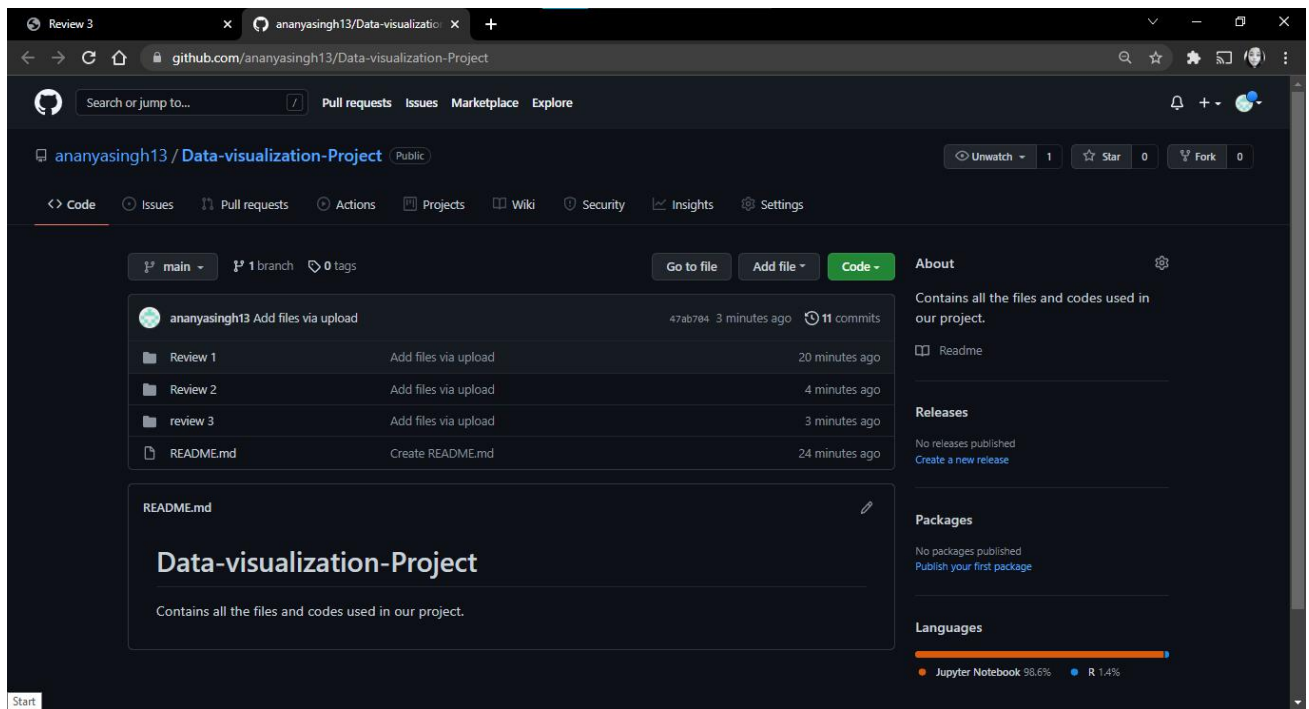 Review 3
ananyasingh13/Data-visualization
github.com/ananyasingh13/Data-visualization-Project
Search or jump to... / Pull requests Issues Marketplace Explore
ananyasingh13 / Data-visualization-Project Public
Unwatch 1 Star 0 Fork 0
Code Issues Pull requests Actions Projects Wiki Security Insights Settings
main 1 branch 0 tags Go to file Add file Code
ananyasingh13 Add files via upload 47ab704 3 minutes ago 11 commits
Review 1 Add files via upload 20 minutes ago
Review 2 Add files via upload 4 minutes ago
review 3 Add files via upload 3 minutes ago
README.md Create README.md 24 minutes ago
README.md
Data-visualization-Project
Contains all the files and codes used in our project.
About
Contains all the files and codes used in
our project.
Readme
Releases
No releases published
Create a new release
Packages
No packages published
Publish your first package
Languages
Jupyter Notebook 98.6% R 1.4%
Start